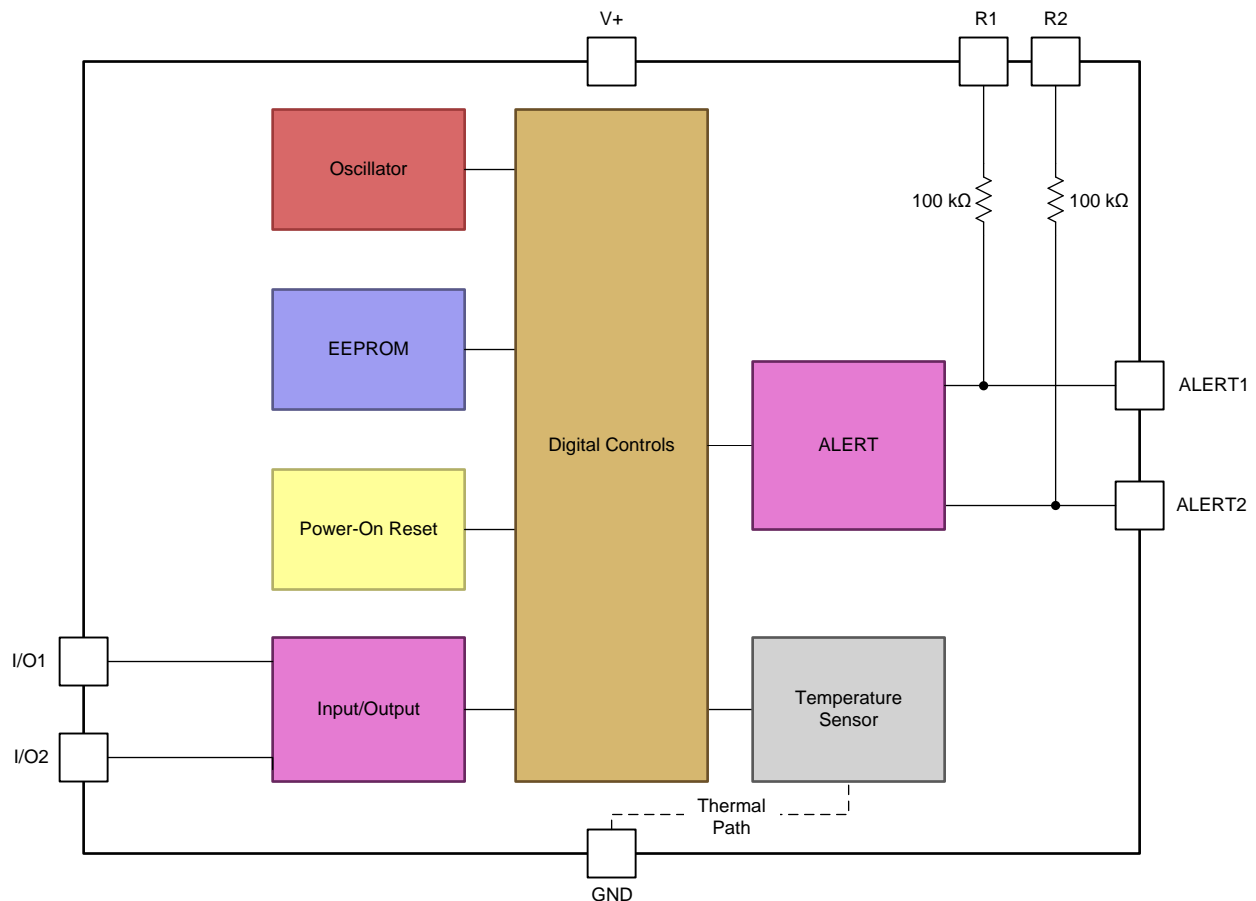 V+
R1
R2
Oscillator
100 kΩ
100 kΩ
EEPROM
ALERT1
Digital Controls
ALERT
ALERT2
Power-On Reset
I/O1
Input/Output
Temperature
Sensor
I/O2
Thermal
Path
GND